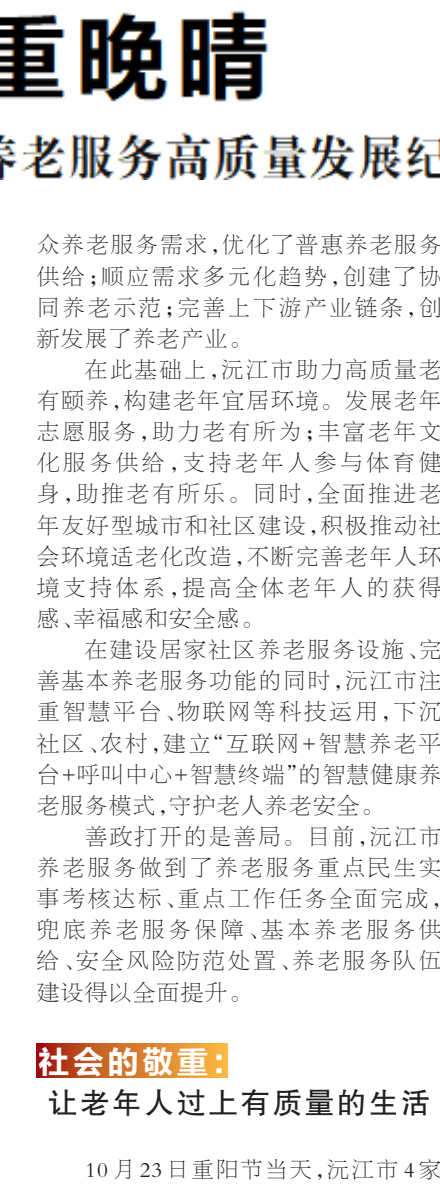 重晚晴
养老服务高质量发展纪
众养老服务需求,优化了普惠养老服务
供给;顺应需求多元化趋势,创建了协
同养老示范;完善上下游产业链条,创
新发展了养老产业。
在此基础上,沅江市助力高质量老
有颐养,构建老年宜居环境。发展老年
志愿服务,助力老有所为;丰富老年文
化服务供给,支持老年人参与体育健
身,助推老有所乐。同时,全面推进老
年友好型城市和社区建设,积极推动社
会环境适老化改造,不断完善老年人环
境支持体系,提高全体老年人的获得
感、幸福感和安全感。
在建设居家社区养老服务设施、完
善基本养老服务功能的同时,沅江市注
重智慧平台、物联网等科技运用,下沉
社区、农村,建立“互联网+智慧养老平
台+呼叫中心+智慧终端”的智慧健康养
老服务模式,守护老人养老安全。
善政打开的是善局。目前,沅江市
养老服务做到了养老服务重点民生实
事考核达标、重点工作任务全面完成,
兜底养老服务保障、基本养老服务供
给、安全风险防范处置、养老服务队伍
建设得以全面提升。
社会的敬重:
让老年人过上有质量的生活
10月23日重阳节当天,沅江市4家